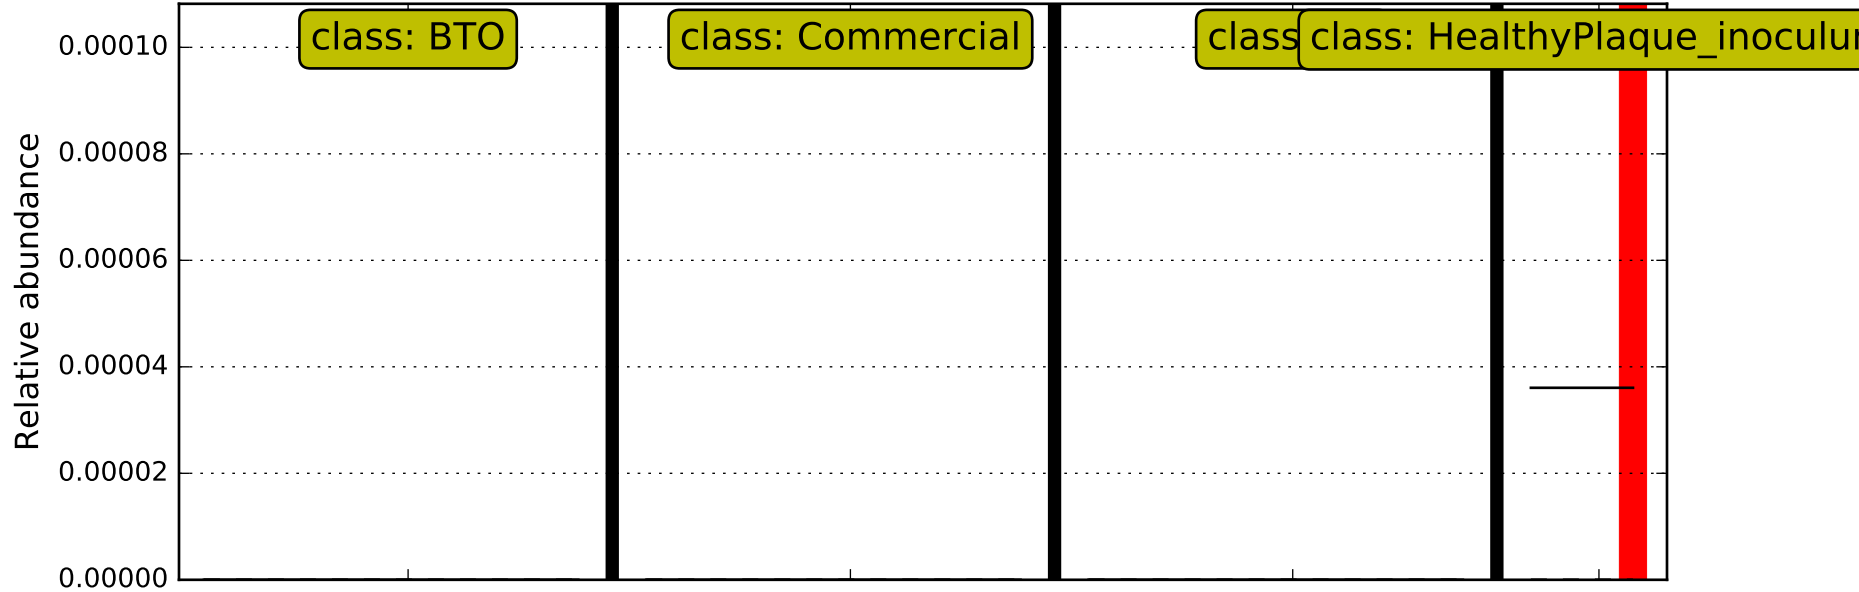 class: BTO
class: Commercial
class
class: HealthyPlaque_inoculu
Relative abundance
0.00010
0.00008
0.00006
0.00004
0.00002
0.00000